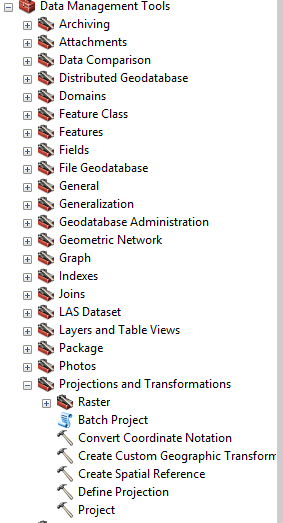 Data Management Tools
Archiving
Attachments
Data Comparison
Distributed Geodatabase
Domains
Feature Class
Features
Fields
File Geodatabase
General
Generalization
Geodatabase Administration
Geometric Network
Graph
Indexes
Joins
LAS Dataset
Layers and Table Views
Package
Photos
Projections and Transformations
Raster
Batch Project
Convert Coordinate Notation
Create Custom Geographic Transform
Create Spatial Reference
Define Projection
Project